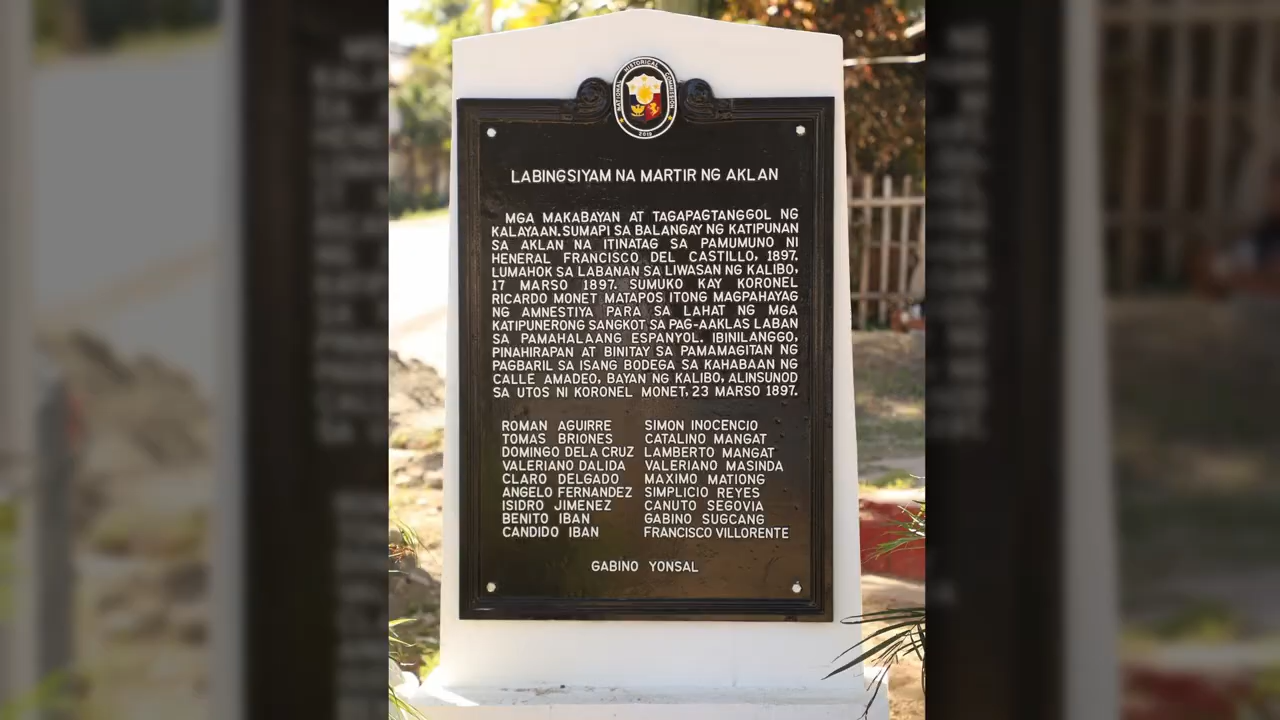 NATIONAL HISTORICAL COMMISSION
2018
LABINGSIYAM NA MARTIR NG AKLAN
MGA MAKABAYAN AT TAGAPAGTANGGOL NG
KALAYAAN. SUMAPI SA BALANGAY NG KATIPUNAN
SA AKLAN NA ITINATAG SA PAMUMUNO NI
HENERAL FRANCISCO DEL CASTILLO, 1897.
LUMAHOK SA LABANAN SA LIWASAN NG KALIBO,
17 MARSO 1897. SUMUKO KAY KORONEL
RICARDO MONET MATAPOS ITONG MAGPAHAYAG
NG AMNESTIYA PARA SA LAHAT NG MGA
KATIPUNERONG SANGKOT SA PAG-AAKLAS LABAN
SA PAMAHALAANG ESPANYOL. IBINILANGGO,
PINAHIRAPAN AT BINITAY SA PAMAMAGITAN NG
PAGBARIL SA ISANG BODEGA SA KAHABAAN NG
CALLE AMADEO, BAYAN NG KALIBO, ALINSUNOD
SA UTOS NI KORONEL MONET, 23 MARSO 1897.
ROMAN AGUIRRE
TOMAS BRIONES
DOMINGO DELA CRUZ
VALERIANO DALIDA
CLARO DELGADO
ANGELO FERNANDEZ
ISIDRO JIMENEZ
BENITO IBAN
CANDIDO IBAN
SIMON INOCENCIO
CATALINO MANGAT
LAMBERTO MANGAT
VALERIANO MASINDA
MAXIMO MATIONG
SIMPLICIO REYES
CANUTO SEGOVIA
GABINO SUGCANG
FRANCISCO VILLORENTE
GABINO YONSAL